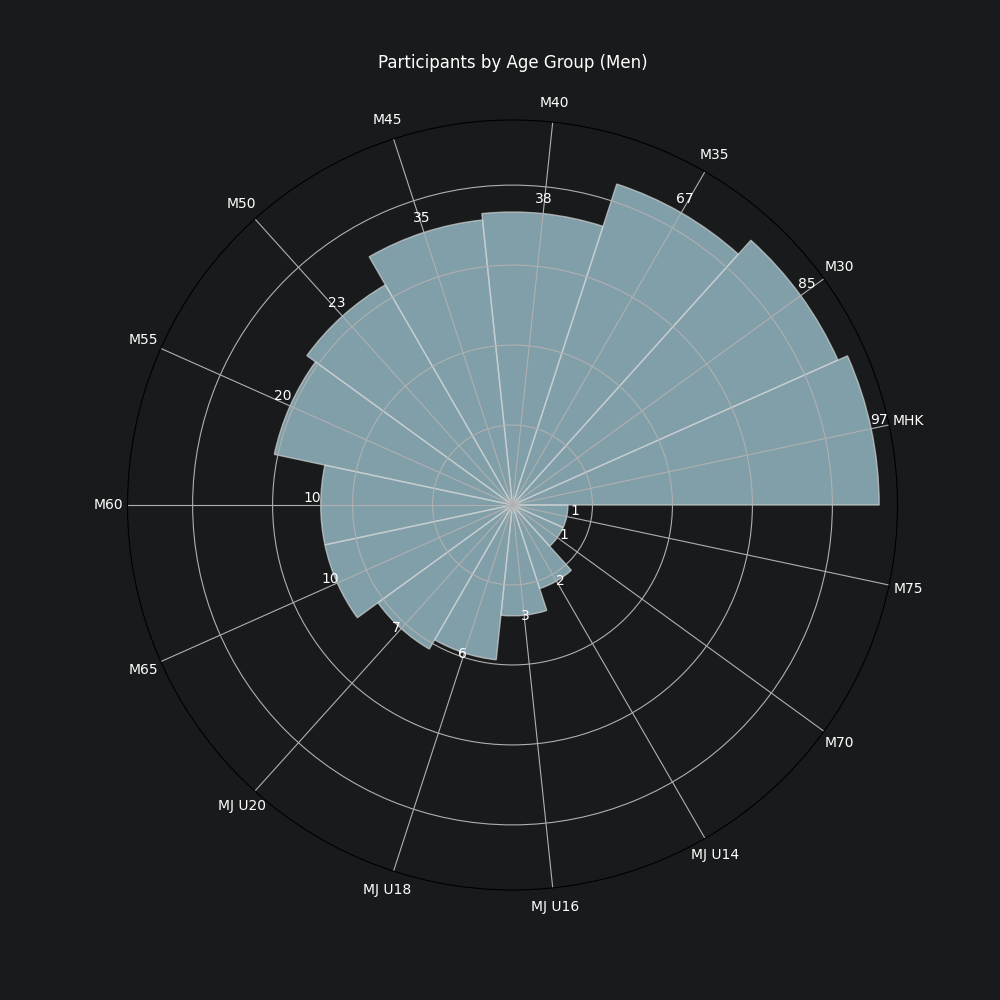 Participants by Age Group (Men)
M40
M45
M35
M50
M30
M55
MHK
M60
M75
M65
M70
MJ U20
MJ U14
MJ U18
MJ U16
97
85
67
38
35
23
20
10
10
7
6
3
2
1
1